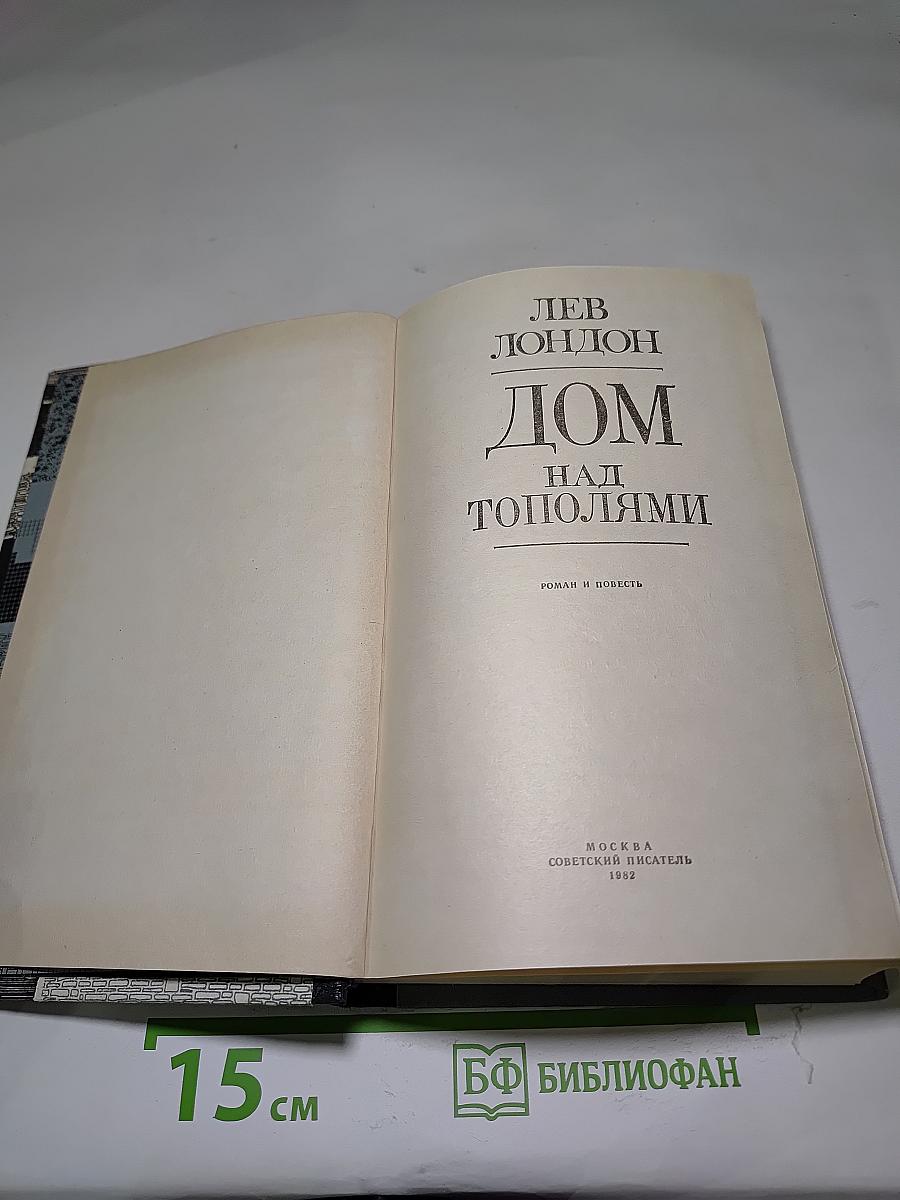 ЛЕВ
ЛОНДОН
ДОМ
НАД
ТОПОЛЯМИ
РОМАН И ПОВЕСТЬ
МОСКВА
СОВЕТСКИЙ ПИСАТЕЛЬ
1982
15 см
БФ БИБЛИОФАН